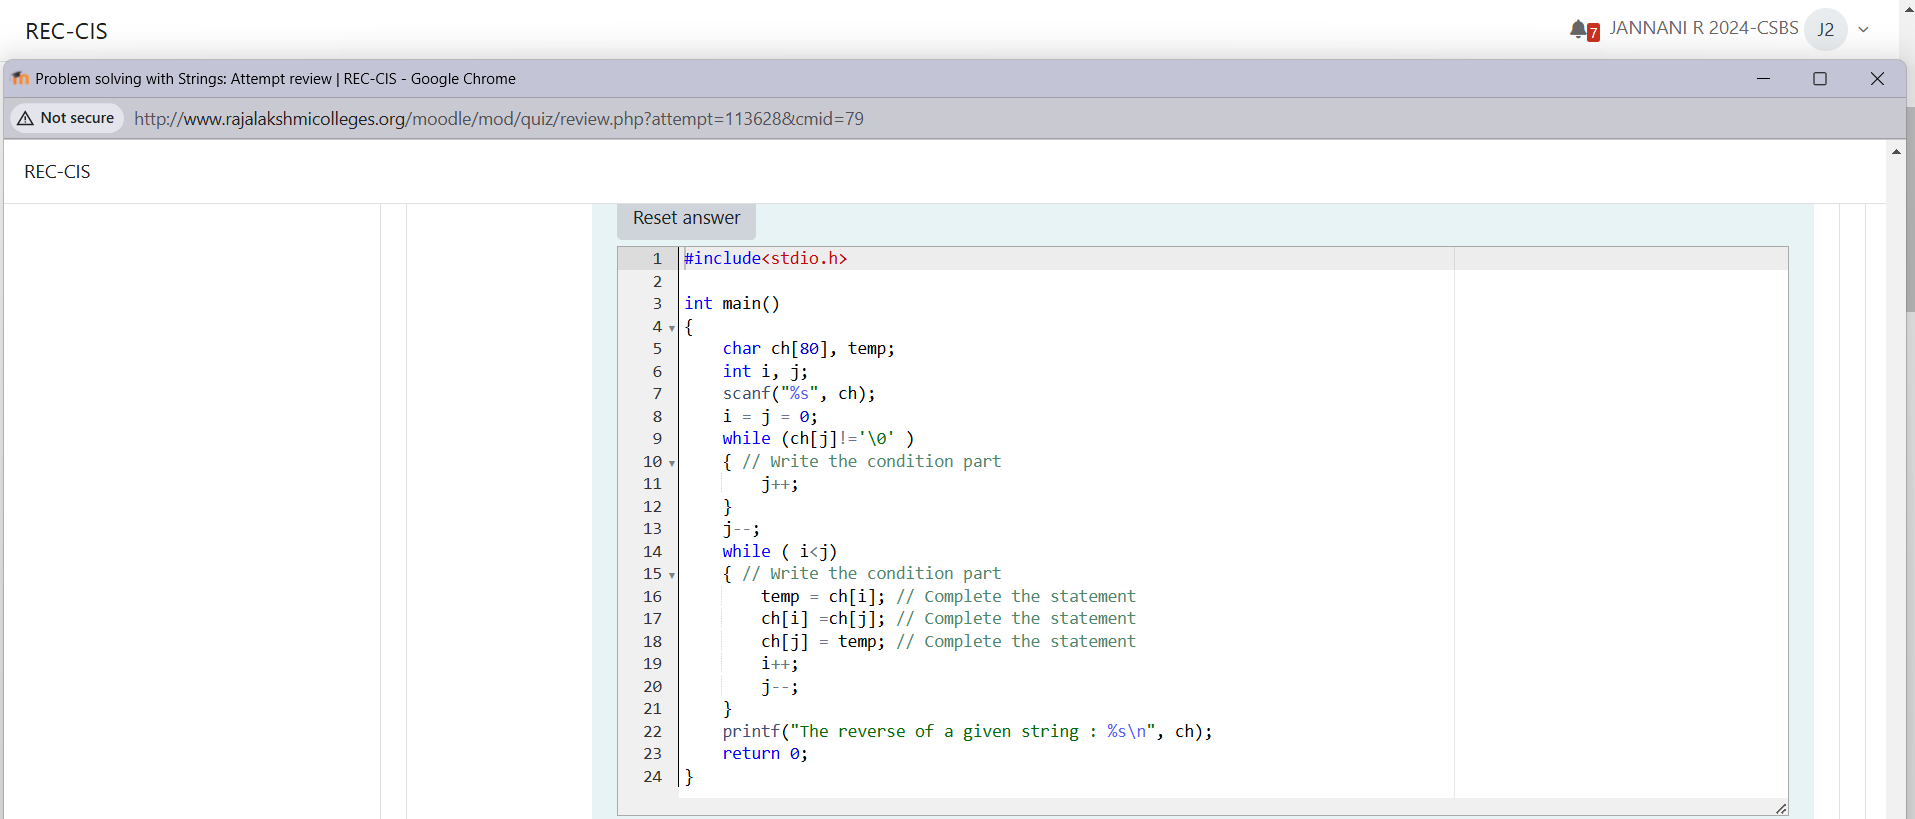 REC-CIS
7 JANNANI R 2024-CSBS J2
Problem solving with Strings: Attempt review | REC-CIS - Google Chrome
Not secure http://www.rajalakshmicolleges.org/moodle/mod/quiz/review.php?attempt=113628&cmid=79
REC-CIS
Reset answer
1 #include<stdio.h>
2
3 int main()
4 {
5 char ch[80], temp;
6 int i, j;
7 scanf("%s", ch);
8 i = j = 0;
9 while (ch[j]!='\0' )
10 { // Write the condition part
11 j++;
12 }
13 j--;
14 while ( i<j)
15 { // Write the condition part
16 temp = ch[i]; // Complete the statement
17 ch[i] =ch[j]; // Complete the statement
18 ch[j] = temp; // Complete the statement
19 i++;
20 j--;
21 }
22 printf("The reverse of a given string : %s\n", ch);
23 return 0;
24 }